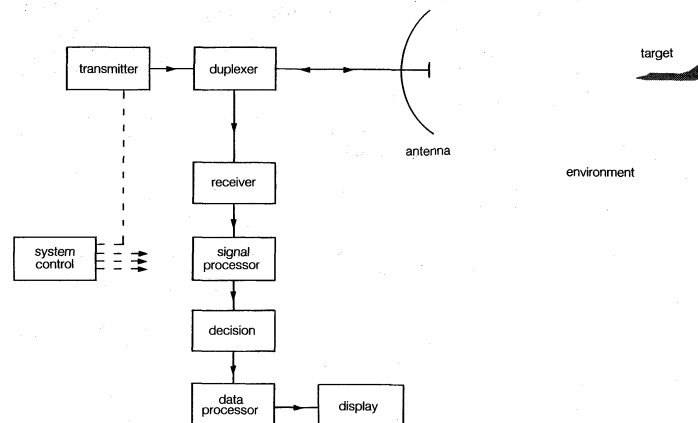 target
transmitter
duplexer
antenna
receiver
environment
system
control
signal
processor
decision
data
processor
display